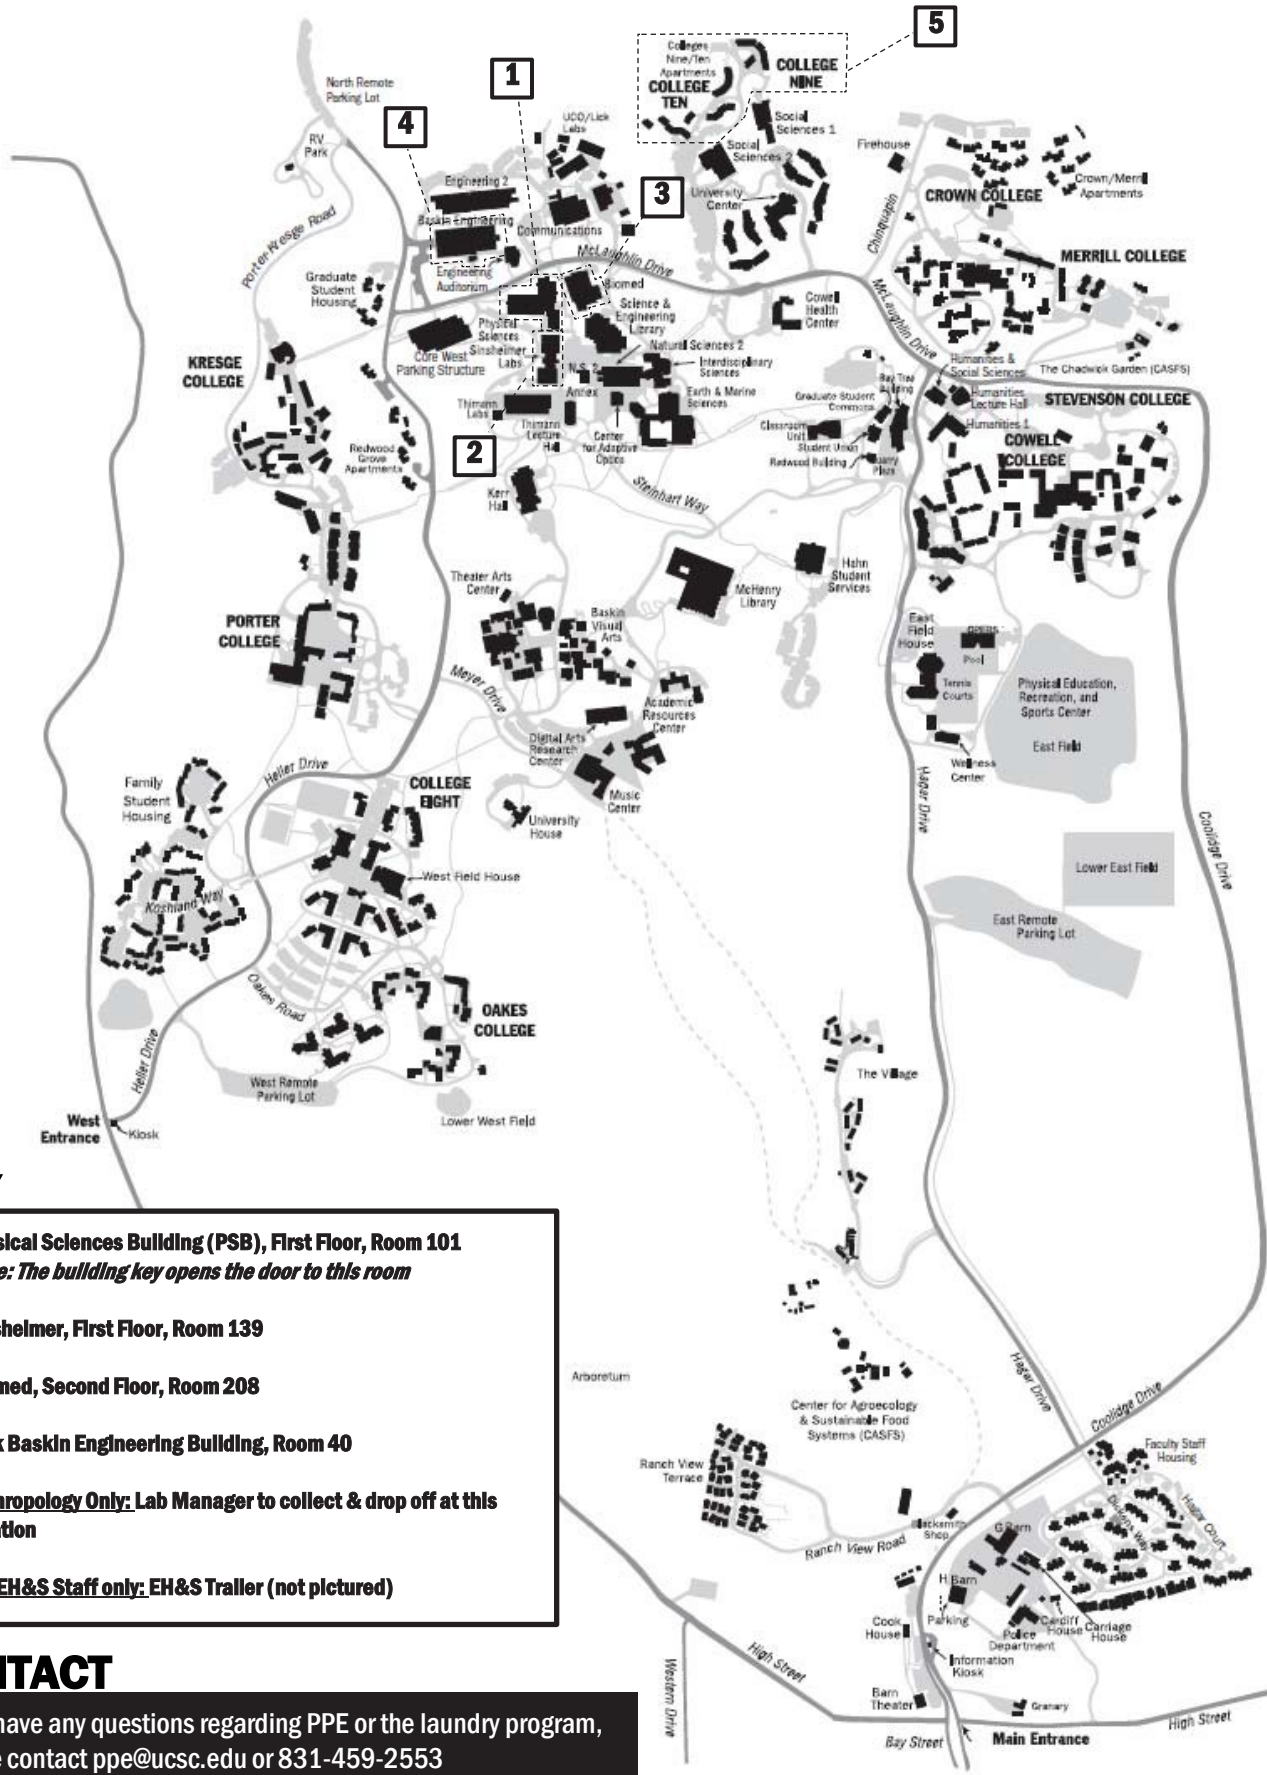 5
1
4
3
2
Colleges
Nine/Ten
Apartments
COLLEGE
TEN
COLLEGE
NINE
North Remote
Parking Lot
RV
Park
UCO/Lick
Labs
Social
Sciences 1
Social
Sciences 2
Firehouse
Crown/Merrill
Apartments
CROWN COLLEGE
Engineering 2
Baskin Engineering
Communications
University
Center
Chinquapin
Porter-Kresge Road
McLaughlin Drive
MERRILL COLLEGE
Engineering
Auditorium
Graduate
Student
Housing
Biomed
Science &
Engineering
Library
Cowell
Health
Center
McLaughlin Drive
Physical
Sciences
Sinsheimer
Labs
Core West
Parking Structure
Natural Sciences 2
Interdisciplinary
Sciences
N.S. 2
Annex
KRESGE
COLLEGE
Humanities &
Social Sciences
The Chadwick Garden (CASFS)
Bay Tree
Building
Graduate Student
Commons
Humanities
Lecture Hall
Humanities 1
STEVENSON COLLEGE
Earth & Marine
Sciences
Thimann
Labs
Thimann
Lecture
Hall
Center
for Adaptive
Optics
Classroom
Unit
Student Union
Redwood Building
Quarry
Plaza
COWELL
COLLEGE
Redwood
Grove
Apartments
Kerr
Hall
Steinhart Way
Theater Arts
Center
Baskin
Visual
Arts
McHenry
Library
Hahn
Student
Services
PORTER
COLLEGE
East
Field
House
OPERS
Pool
Tennis
Courts
Physical Education,
Recreation, and
Sports Center
East Field
Meyer Drive
Academic
Resources
Center
Digital Arts
Research
Center
Music
Center
Wellness
Center
Hagar Drive
Heller Drive
Family
Student
Housing
COLLEGE
EIGHT
University
House
Coolidge Drive
Lower East Field
West Field House
Koshland Way
East Remote
Parking Lot
Oakes Road
OAKES
COLLEGE
Heller Drive
West Remote
Parking Lot
The Village
West
Entrance
Kiosk
Lower West Field
sical Sciences Building (PSB), First Floor, Room 101
e: The building key opens the door to this room
sheimer, First Floor, Room 139
med, Second Floor, Room 208
k Baskin Engineering Building, Room 40
hropology Only: Lab Manager to collect & drop off at this
ation
EH&S Staff only: EH&S Trailer (not pictured)
Arboretum
Hagar Drive
Coolidge Drive
Center for Agroecology
& Sustainable Food
Systems (CASFS)
Ranch View
Terrace
Faculty Staff
Housing
Hagar Court
Dickens Way
Blacksmith
Shop
G Barn
Ranch View Road
H Barn
Parking
Cook
House
Cardiff
House
Carriage
House
Police
Department
Information
Kiosk
Barn
Theater
Granary
Western Drive
High Street
High Street
Bay Street
Main Entrance
NTACT
have any questions regarding PPE or the laundry program,
e contact ppe@ucsc.edu or 831-459-2553